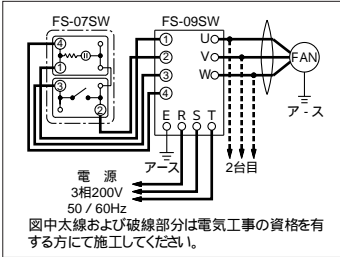 FS-07SW
FS-09SW
4
1
3
2
1
2
3
4
U
V
W
E R S T
FAN
ア-ス
アース
2台目
電源
3相200V
50 / 60Hz
図中太線および破線部分は電気工事の資格を有
する方にて施工してください。